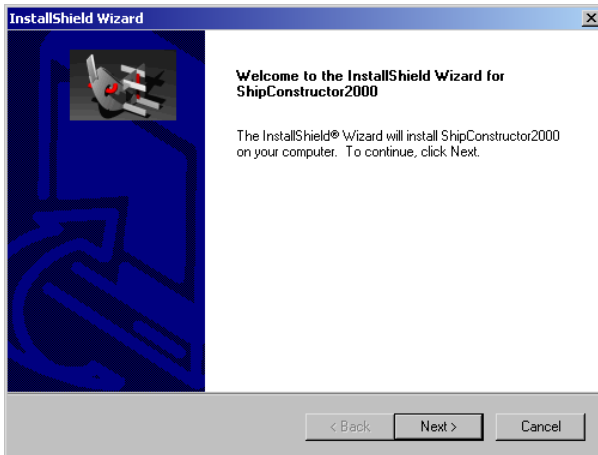 InstallShield Wizard
Welcome to the InstallShield Wizard for
ShipConstructor2000
The InstallShield® Wizard will install ShipConstructor2000
on your computer. To continue, click Next.
< Back
Next >
Cancel